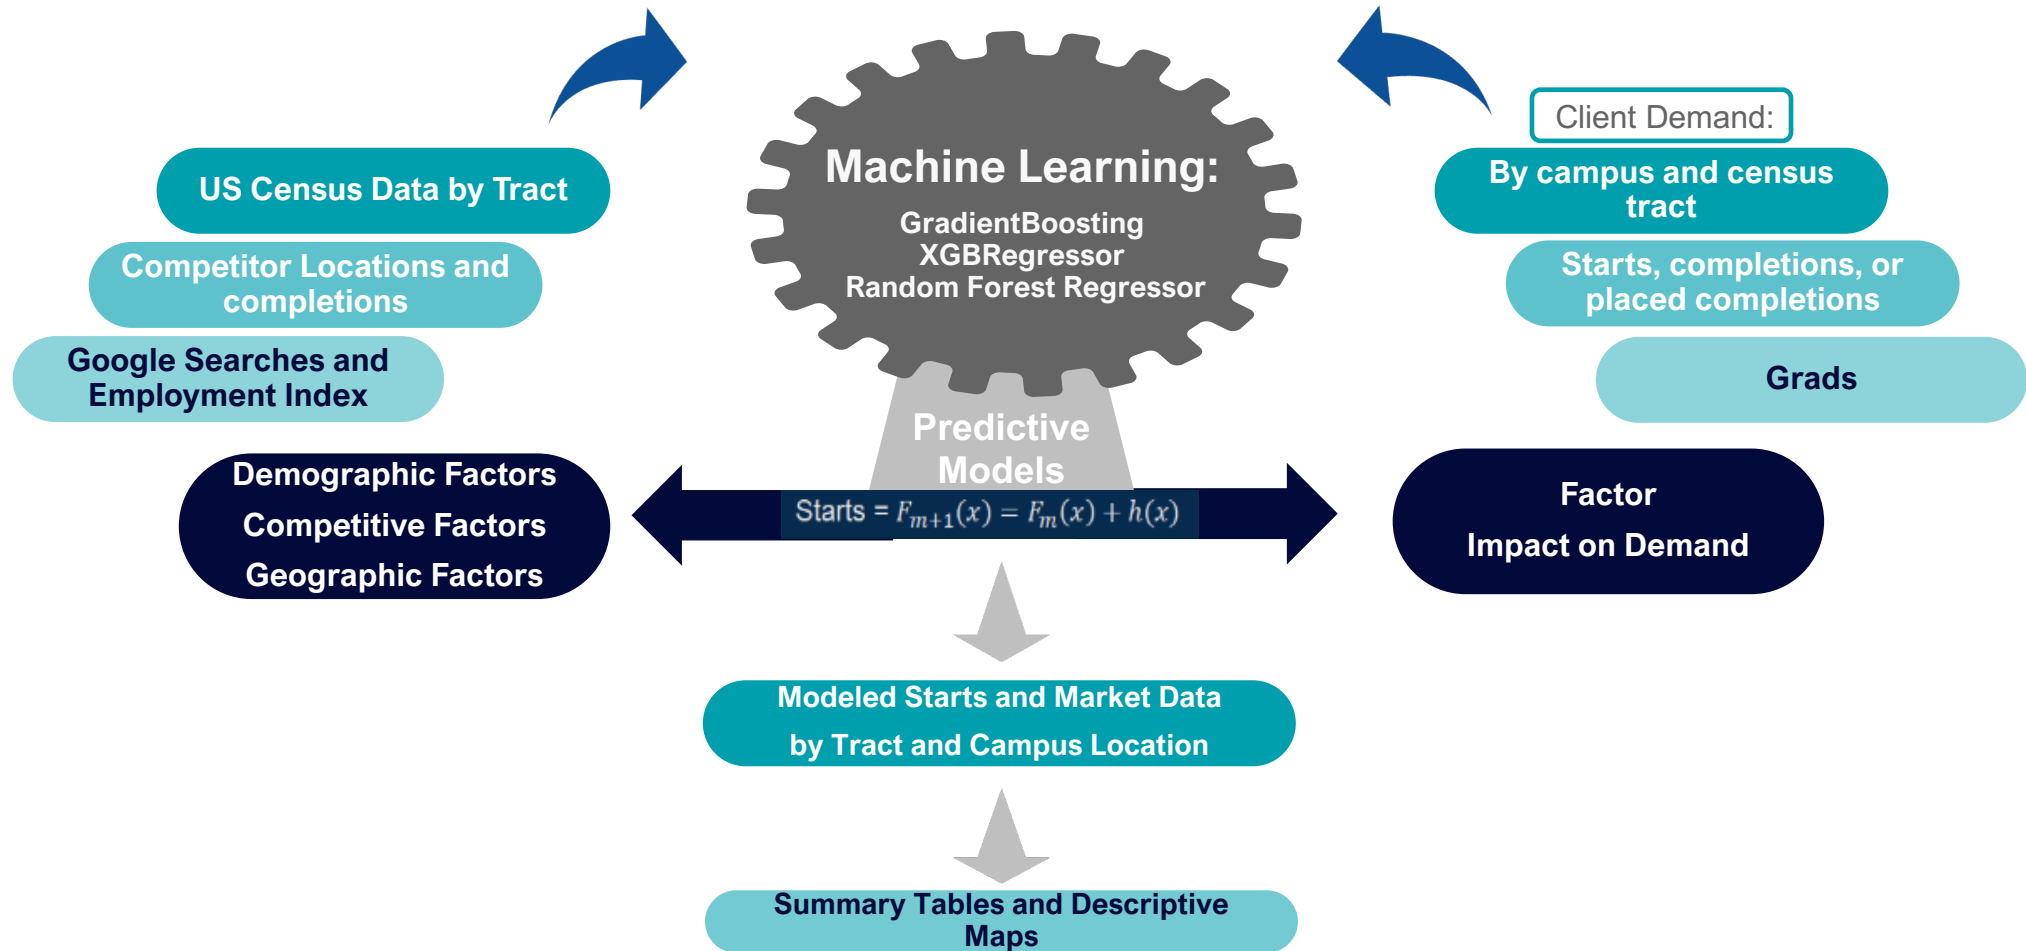 Client Demand:
Machine Learning:
GradientBoosting
XGBRegressor
Random Forest Regressor
US Census Data by Tract
Competitor Locations and
completions
Google Searches and
Employment Index
By campus and census
tract
Starts, completions, or
placed completions
Grads
Predictive
Models
Demographic Factors
Competitive Factors
Geographic Factors
Starts = F_{m+1}(x) = F_m(x) + h(x)
Factor
Impact on Demand
Modeled Starts and Market Data
by Tract and Campus Location
Summary Tables and Descriptive
Maps